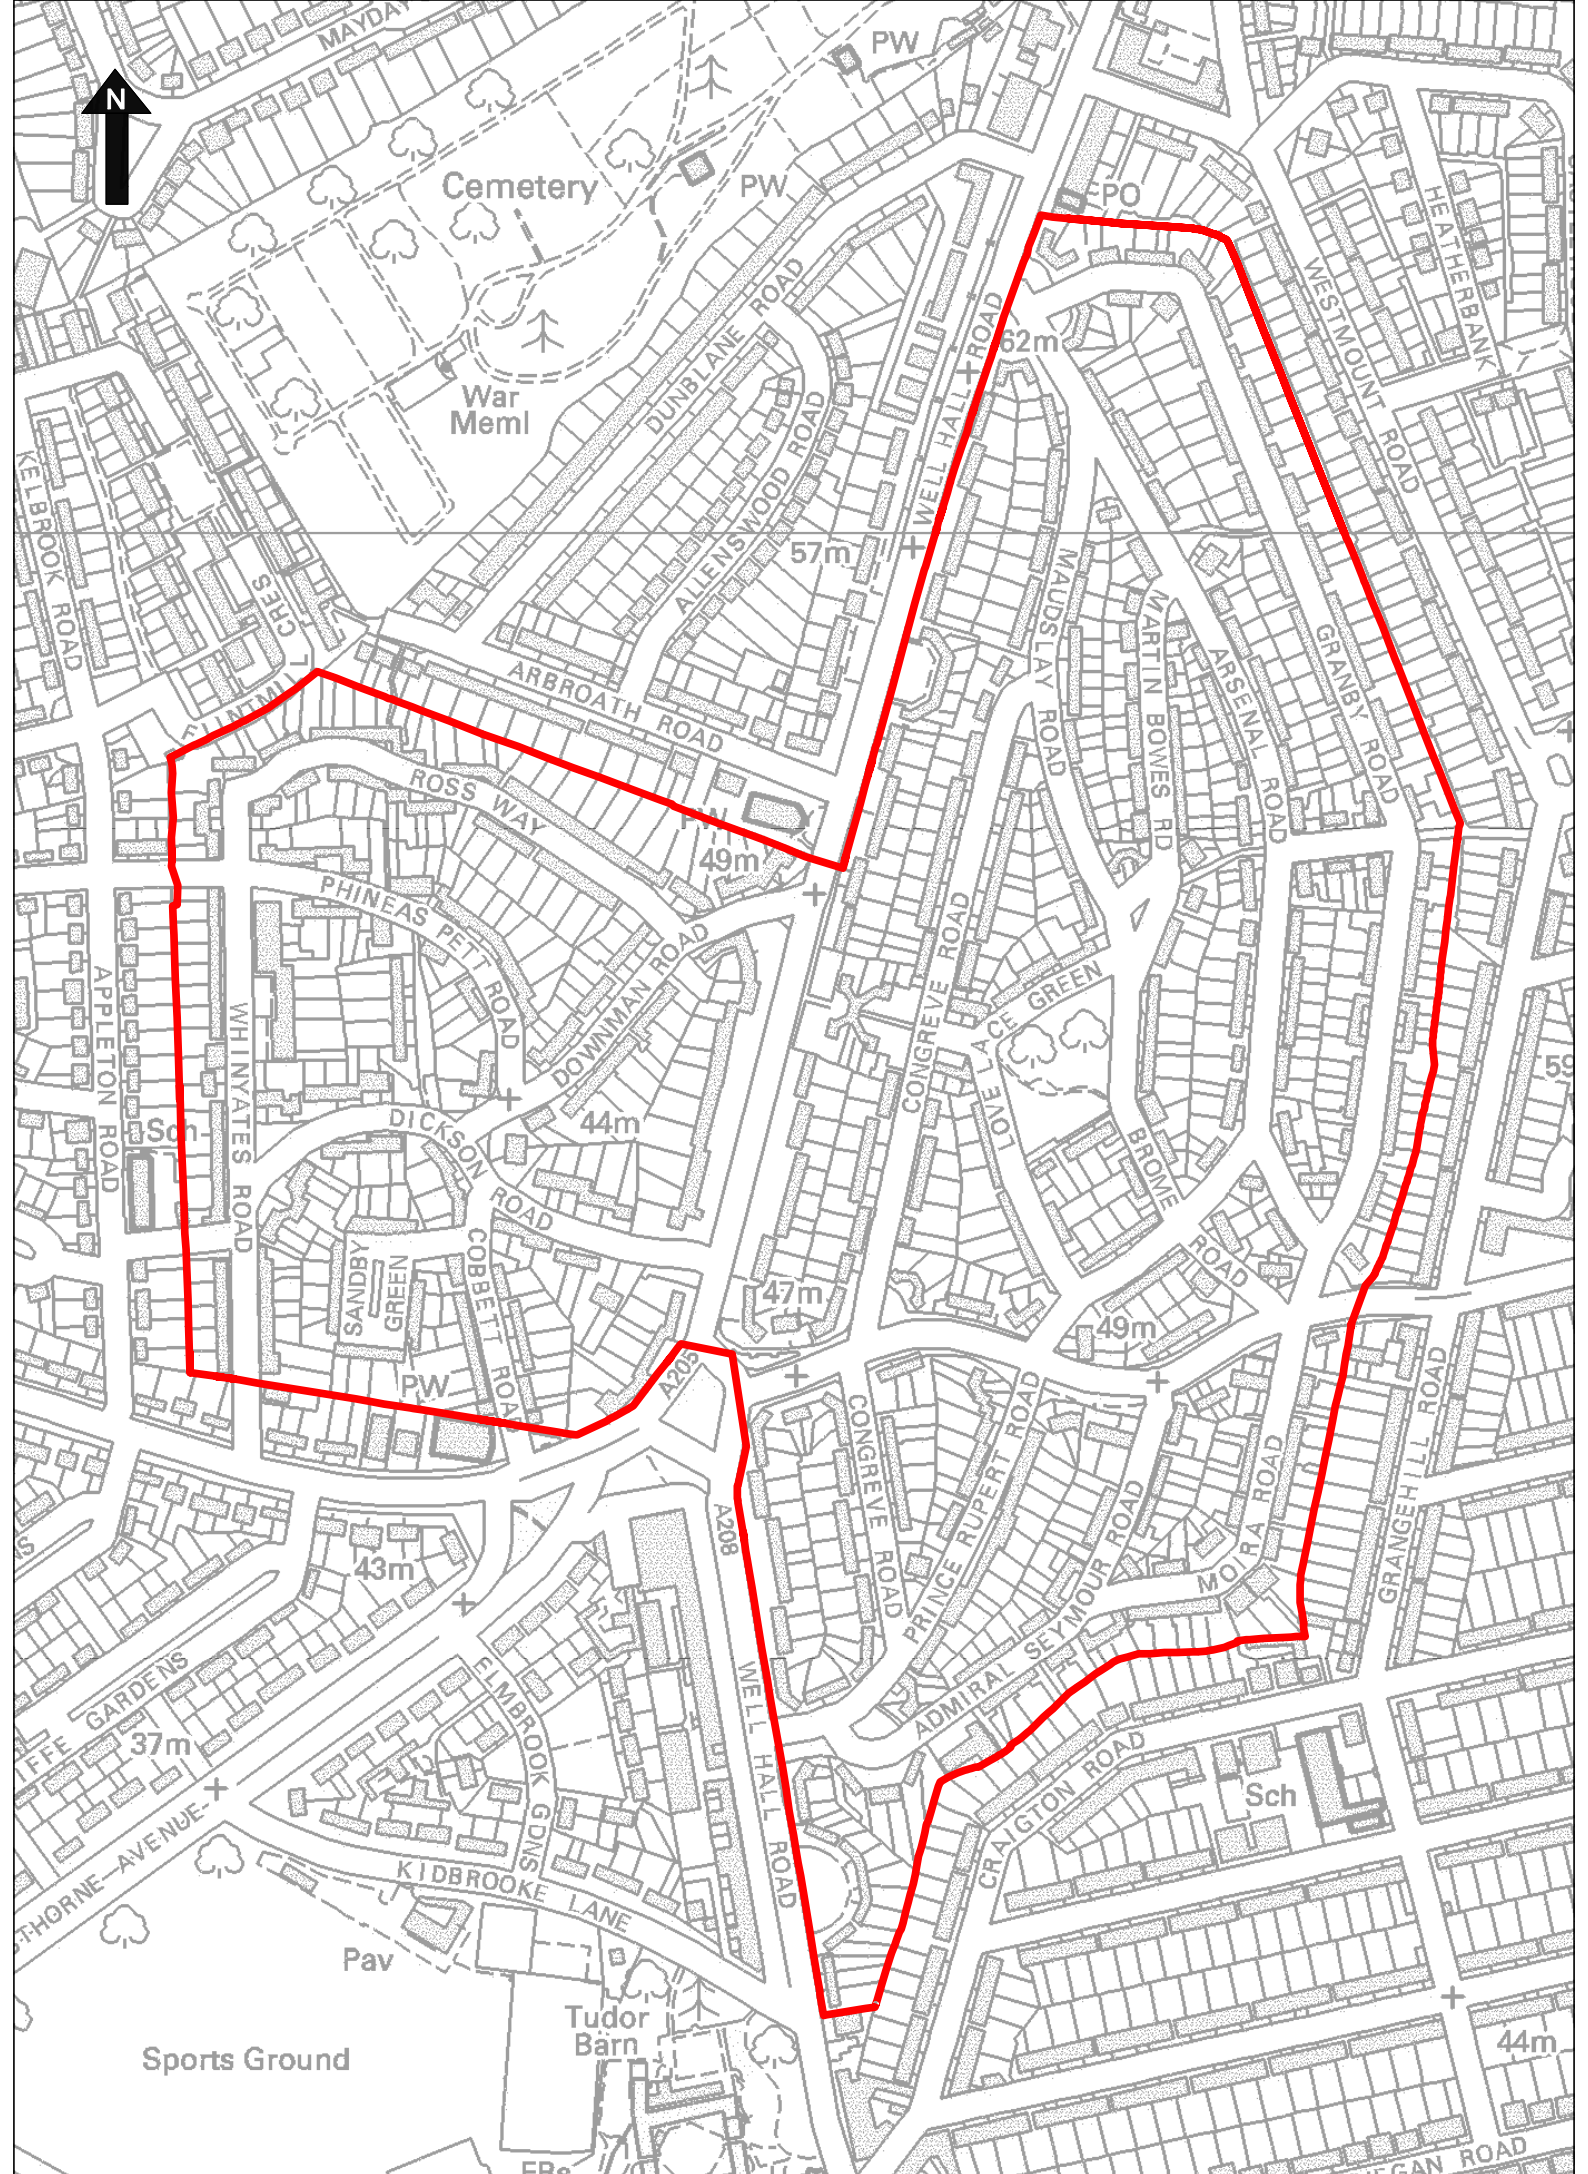 MAYDAY
PW
N
Cemetery
PW
PO
HEATHERBANK
WESTMOUNT ROAD
DUNBLANE ROAD
62m
War
Meml
WELL HALL ROAD
ALLENSWOOD ROAD
KELBROOK ROAD
57m
CRES
FLINTMILL
MAUDSLAY ROAD
MARTIN BOWES RD
ARSENAL ROAD
GRANBY ROAD
ARBROATH ROAD
ROSS WAY
PW
49m
PHINEAS PETT ROAD
DOWNMAN ROAD
CONGREVE ROAD
LOVELACE GREEN
APPLETON ROAD
WHINYATES ROAD
59
Sch
DICKSON ROAD
44m
BROME ROAD
SANDBY
GREEN
COBBETT ROAD
47m
49m
A205
PW
CONGREVE ROAD
PRINCE RUPERT ROAD
GRANGEHILL ROAD
A208
43m
MOIRA ROAD
ADMIRAL SEYMOUR ROAD
GARDENS
37m
ELMBROOK GDNS
WELL HALL ROAD
CRAIGTON ROAD
Sch
THORNE AVENUE
KIDBROOKE LANE
Pav
Tudor
Barn
Sports Ground
44m
ROAD